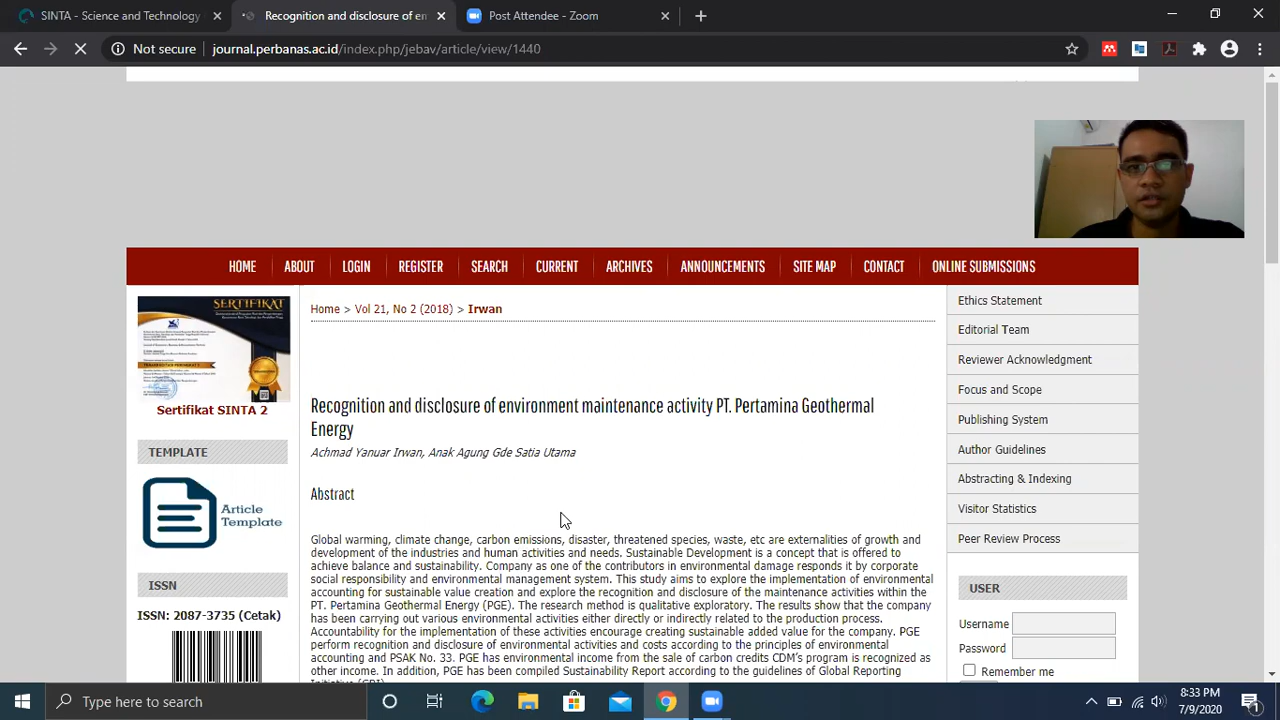 SINTA - Science and Technology
Recognition and disclosure of en
Post Attendee - Zoom
Not secure
journal.perbanas.ac.id/index.php/jebav/article/view/1440
HOME
ABOUT
LOGIN
REGISTER
SEARCH
CURRENT
ARCHIVES
ANNOUNCEMENTS
SITE MAP
CONTACT
ONLINE SUBMISSIONS
SERTIFIKAT
Sertifikat SINTA 2
TEMPLATE
Article
Template
ISSN
ISSN: 2087-3735 (Cetak)
Home > Vol 21, No 2 (2018) > Irwan
Recognition and disclosure of environment maintenance activity PT. Pertamina Geothermal
Energy
Achmad Yanuar Irwan, Anak Agung Gde Satia Utama
Abstract
Global warming, climate change, carbon emissions, disaster, threatened species, waste, etc are externalities of growth and
development of the industries and human activities and needs. Sustainable Development is a concept that is offered to
achieve balance and sustainability. Company as one of the contributors in environmental damage responds it by corporate
social responsibility and environmental management system. This study aims to explore the implementation of environmental
accounting for sustainable value creation and explore the recognition and disclosure of the maintenance activities within the
PT. Pertamina Geothermal Energy (PGE). The research method is qualitative exploratory. The results show that the company
has been carrying out various environmental activities either directly or indirectly related to the production process.
Accountability for the implementation of these activities encourage creating sustainable added value for the company. PGE
perform recognition and disclosure of environmental activities and costs according to the principles of environmental
accounting and PSAK No. 33. PGE has environmental income from the sale of carbon credits CDM's program is recognized as
other income. In addition, PGE has been compiled Sustainability Report according to the guidelines of Global Reporting
Initiative (GRI)
Ethics Statement
Editorial Team
Reviewer Acknowledgment
Focus and Scope
Publishing System
Author Guidelines
Abstracting & Indexing
Visitor Statistics
Peer Review Process
USER
Username
Password
Remember me
Type here to search
8:33 PM
7/9/2020
1